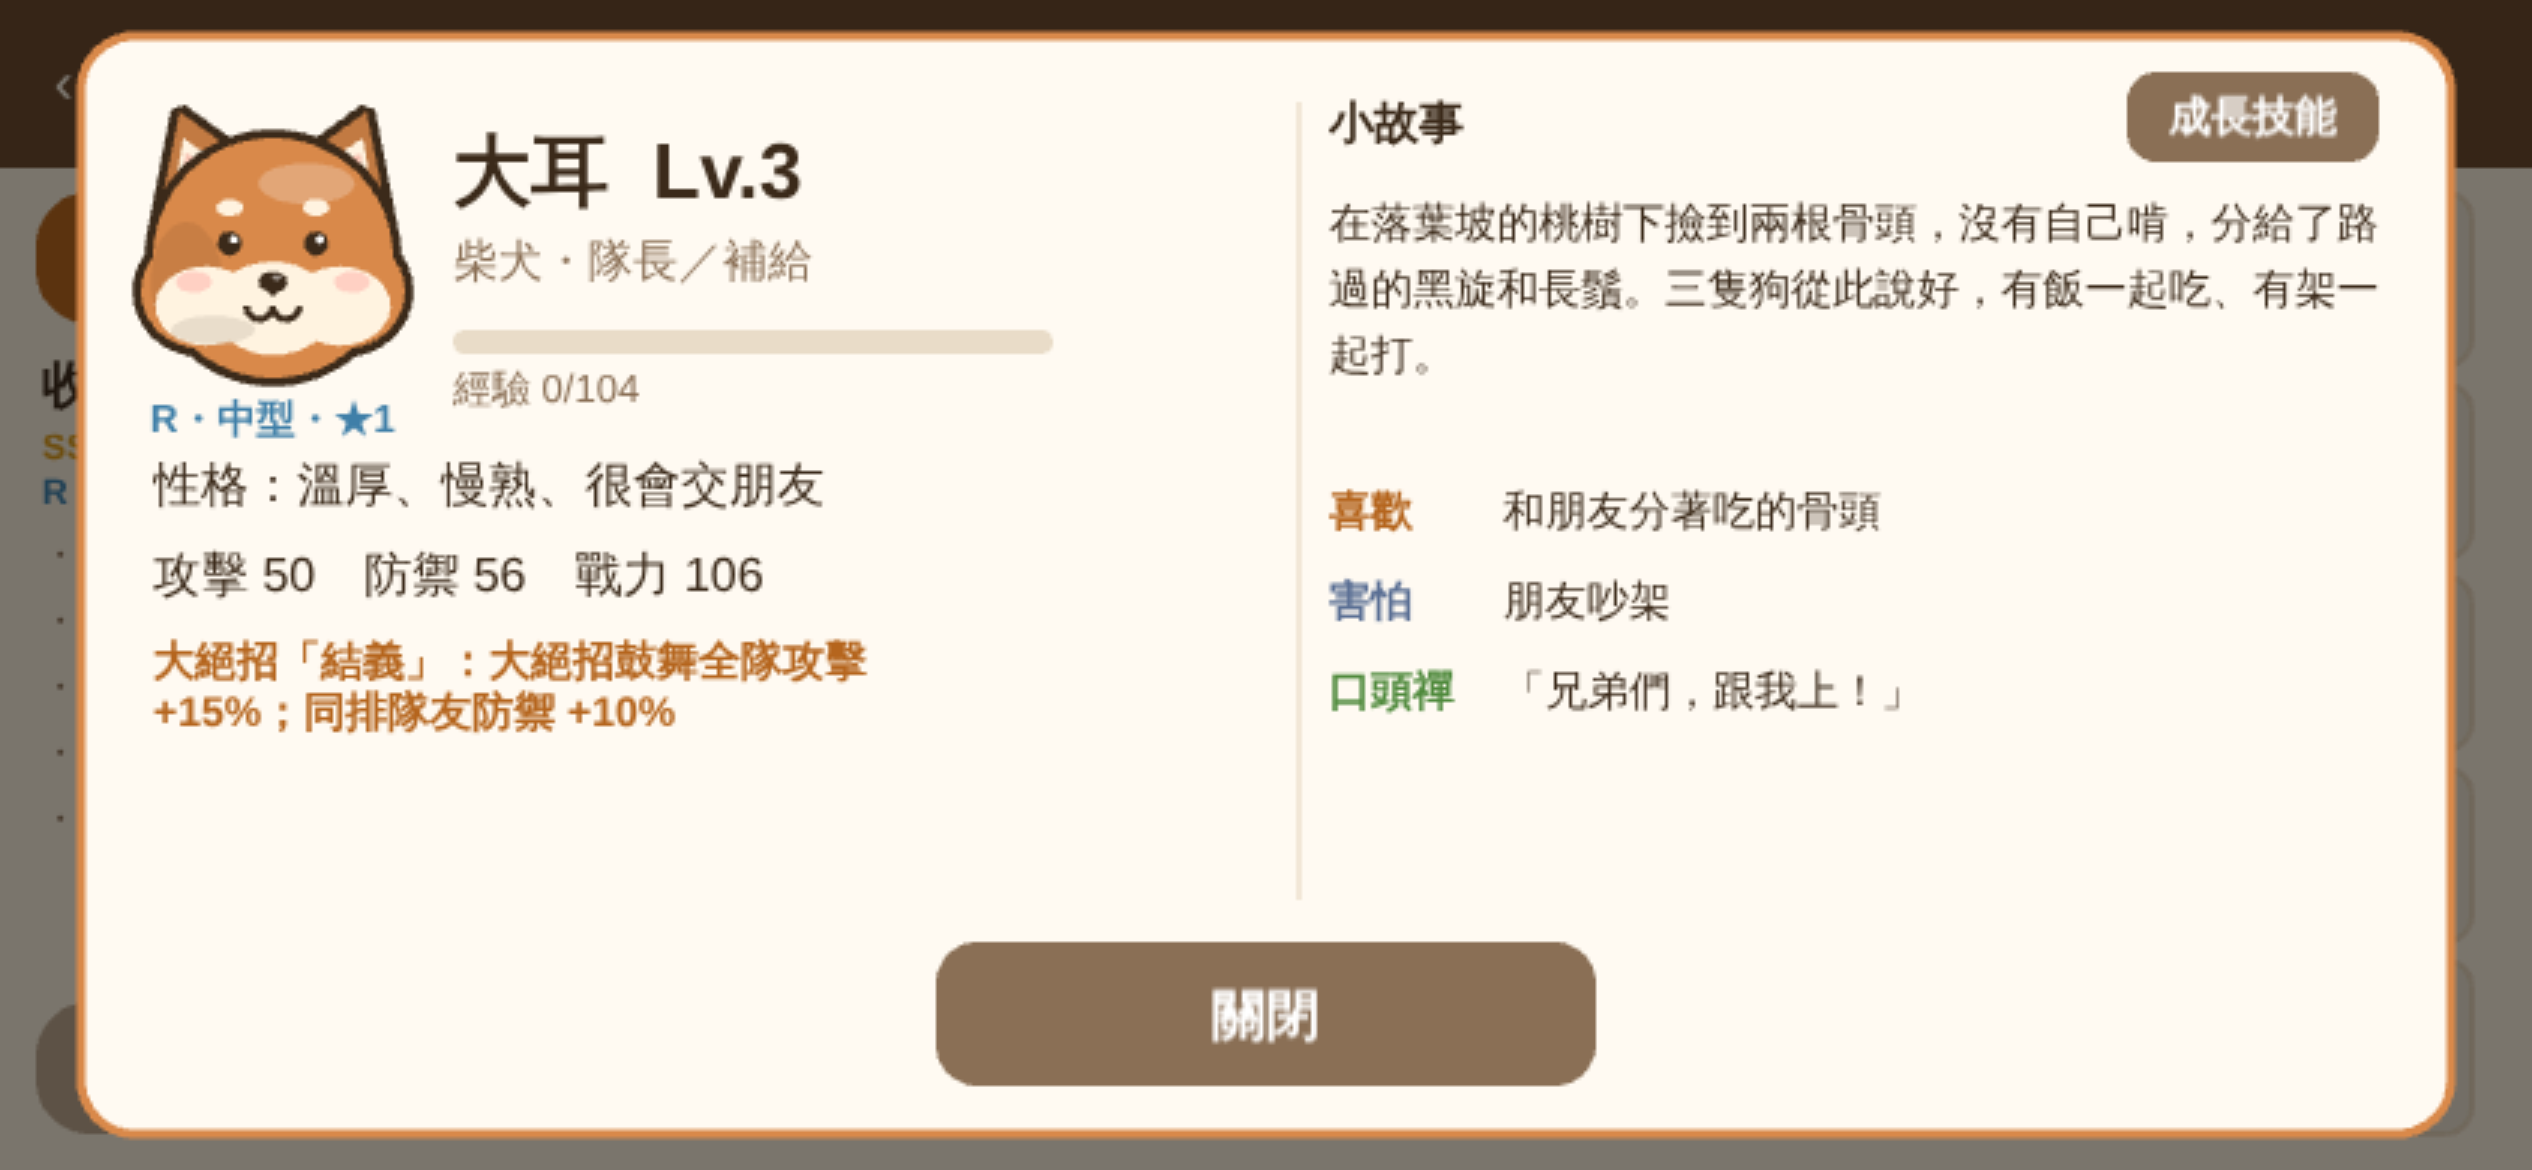 大耳 Lv.3
柴犬・隊長／補給
經驗 0/104
R・中型・★1
性格：溫厚、慢熟、很會交朋友
攻擊 50　防禦 56　戰力 106
大絕招「結義」：大絕招鼓舞全隊攻擊
+15%；同排隊友防禦 +10%
小故事
成長技能
在落葉坡的桃樹下撿到兩根骨頭，沒有自己啃，分給了路
過的黑旋和長鬚。三隻狗從此說好，有飯一起吃、有架一
起打。
喜歡 和朋友分著吃的骨頭
害怕 朋友吵架
口頭禪 「兄弟們，跟我上！」
關閉
收
R